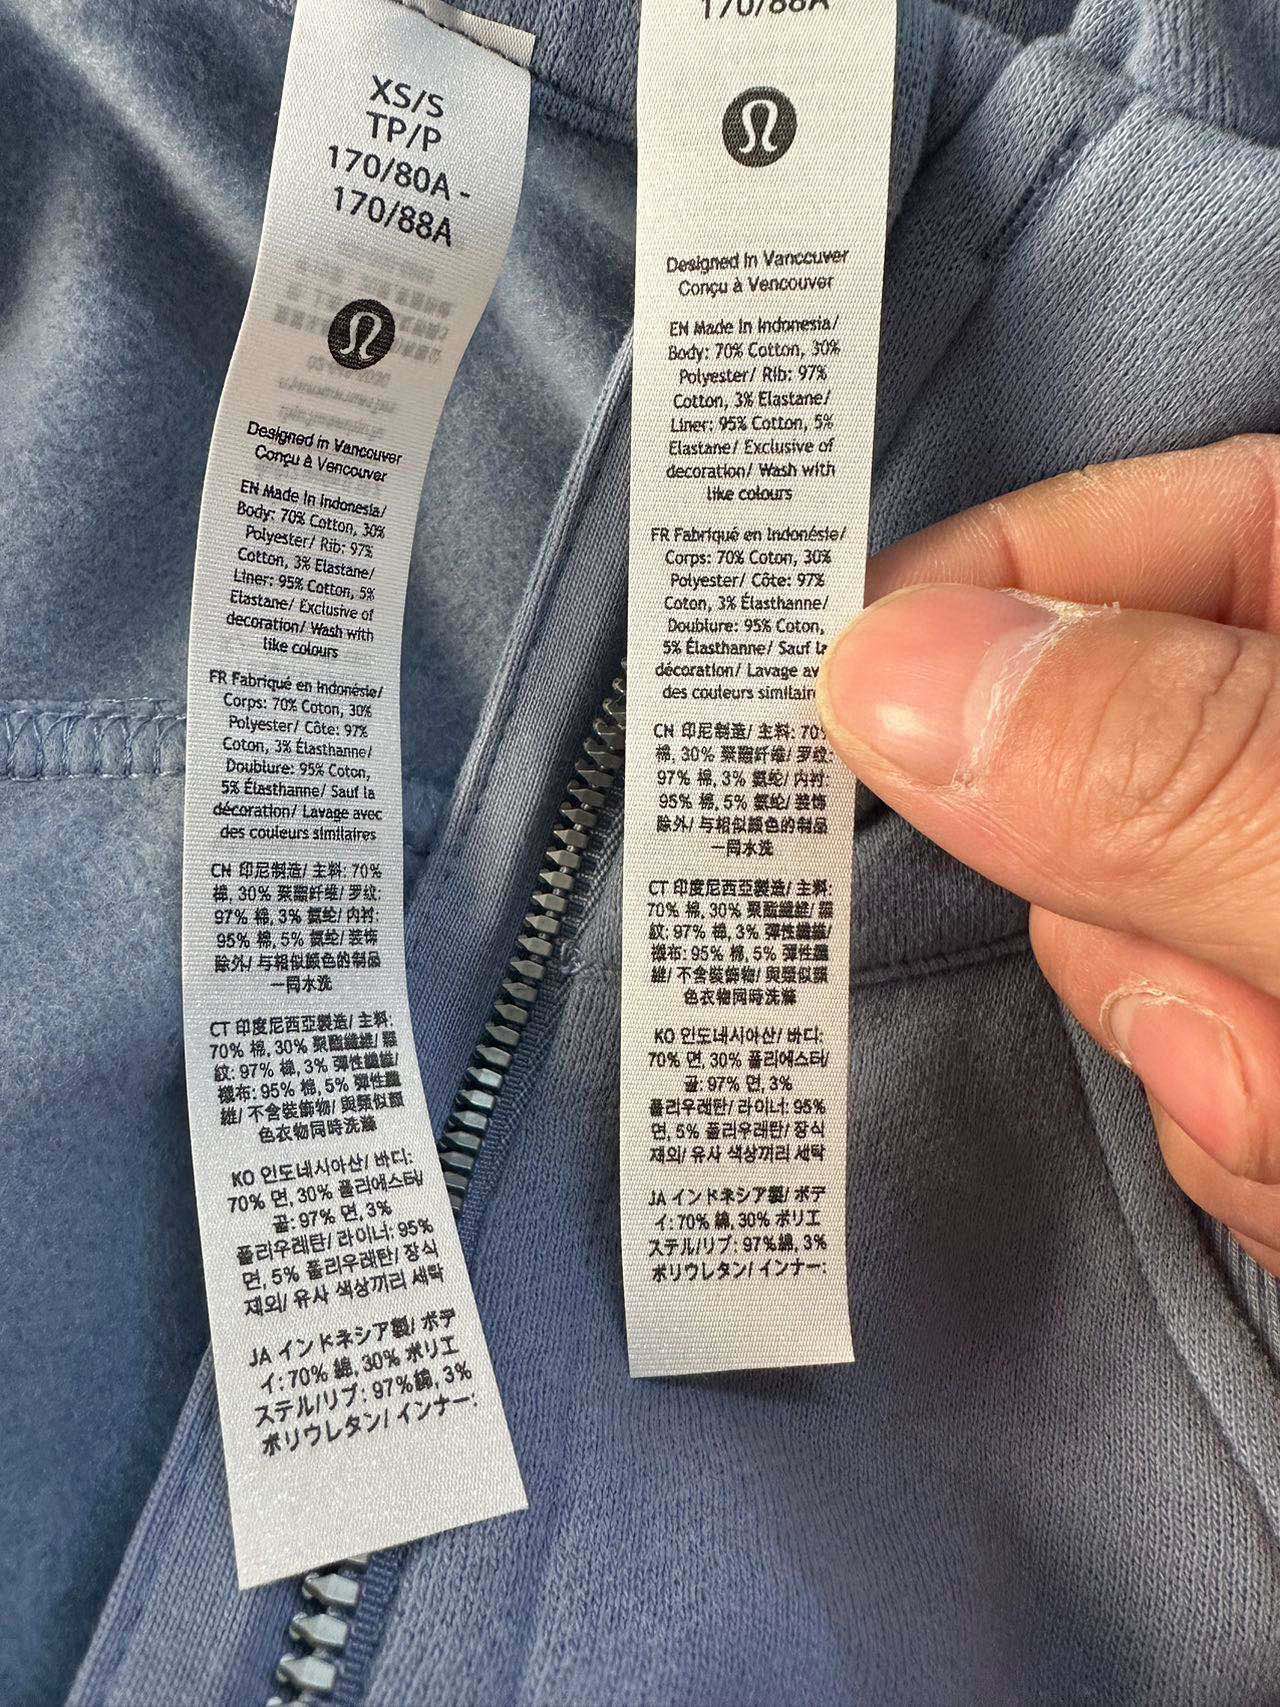 XS/S
TP/P
170/80A -
170/88A
Designed in Vancouver
Conçu à Vencouver
EN Made in Indonesia/
Body: 70% Cotton, 30%
Polyester/ Rib: 97%
Cotton, 3% Elastane/
Liner: 95% Cotton, 5%
Elastane/ Exclusive of
decoration/ Wash with
like colours
FR Fabriqué en Indonésie/
Corps: 70% Coton, 30%
Polyester/ Côte: 97%
Coton, 3% Élasthanne/
Doublure: 95% Coton,
5% Élasthanne/ Sauf la
décoration/ Lavage avec
des couleurs similaires
CN 印尼制造/ 主料: 70%
棉, 30% 聚酯纤维/ 罗纹:
97% 棉, 3% 氨纶/ 内衬:
95% 棉, 5% 氨纶/ 装饰
除外/ 与相似颜色的制品
一同水洗
CT 印度尼西亞製造/ 主料:
70% 棉, 30% 聚酯纖維/ 羅
紋: 97% 棉, 3% 彈性纖維/
襯布: 95% 棉, 5% 彈性纖
維/ 不含裝飾物/ 與類似顏
色衣物同時洗滌
KO 인도네시아산/ 바디:
70% 면, 30% 폴리에스터/
골: 97% 면, 3%
폴리우레탄/ 라이너: 95%
면, 5% 폴리우레탄/ 장식
제외/ 유사 색상끼리 세탁
JA インドネシア製/ ボデ
ィ: 70% 綿, 30% ポリエ
ステル/リブ: 97%綿, 3%
ポリウレタン/ インナー:
170/88A
Designed in Vancouver
Conçu à Vencouver
EN Made in Indonesia/
Body: 70% Cotton, 30%
Polyester/ Rib: 97%
Cotton, 3% Elastane/
Liner: 95% Cotton, 5%
Elastane/ Exclusive of
decoration/ Wash with
like colours
FR Fabriqué en Indonésie/
Corps: 70% Coton, 30%
Polyester/ Côte: 97%
Coton, 3% Élasthanne/
Doublure: 95% Coton,
5% Élasthanne/ Sauf la
décoration/ Lavage av
des couleurs similair
CN 印尼制造/ 主料: 70%
棉, 30% 聚酯纤维/ 罗纹:
97% 棉, 3% 氨纶/ 内衬:
95% 棉, 5% 氨纶/ 装饰
除外/ 与相似颜色的制品
一同水洗
CT 印度尼西亞製造/ 主料:
70% 棉, 30% 聚酯纖維/ 羅
紋: 97% 棉, 3% 彈性纖維/
襯布: 95% 棉, 5% 彈性纖
維/ 不含裝飾物/ 與類似顏
色衣物同時洗滌
KO 인도네시아산/ 바디:
70% 면, 30% 폴리에스터/
골: 97% 면, 3%
폴리우레탄/ 라이너: 95%
면, 5% 폴리우레탄/ 장식
제외/ 유사 색상끼리 세탁
JA インドネシア製/ ボデ
ィ: 70% 綿, 30% ポリエ
ステル/リブ: 97%綿, 3%
ポリウレタン/ インナー: